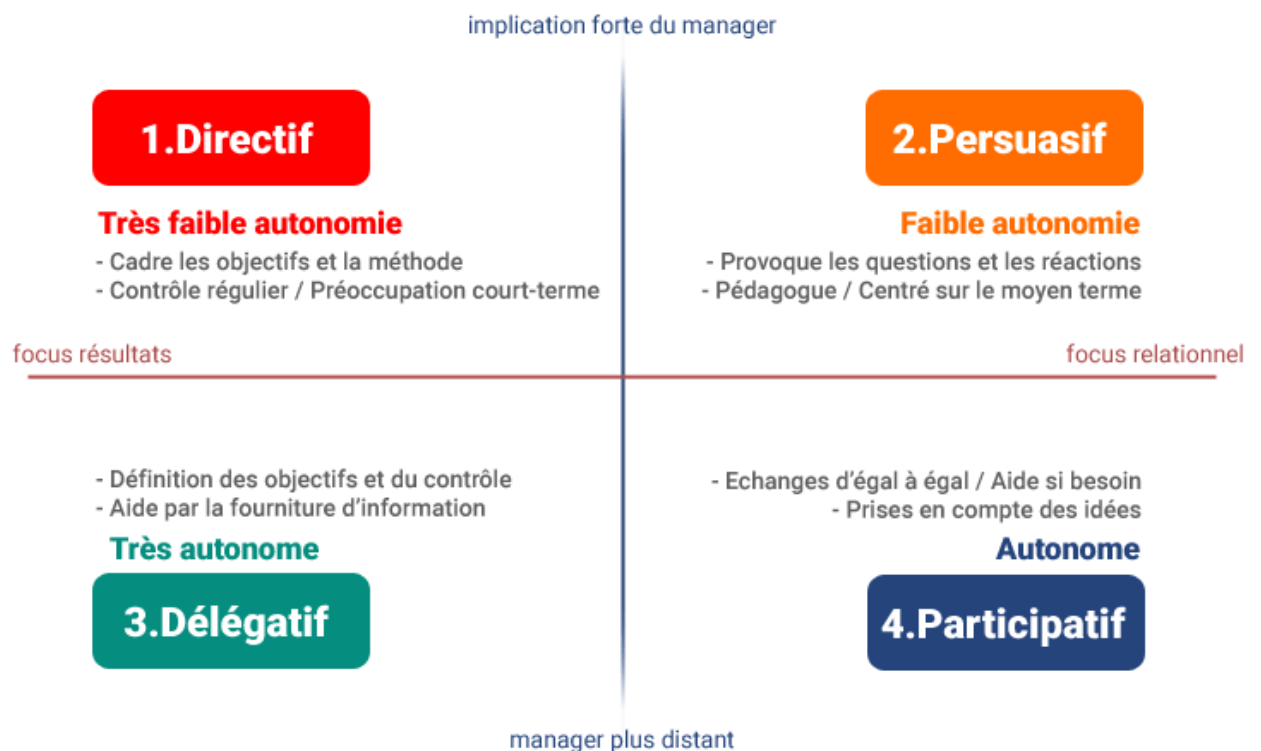 implication forte du manager
1.Directif
2.Persuasif
Très faible autonomie
- Cadre les objectifs et la méthode
- Contrôle régulier / Préoccupation court-terme
Faible autonomie
- Provoque les questions et les réactions
- Pédagogue / Centré sur le moyen terme
focus résultats
focus relationnel
- Définition des objectifs et du contrôle
- Aide par la fourniture d'information
Très autonome
3.Délégatif
- Echanges d'égal à égal / Aide si besoin
- Prises en compte des idées
Autonome
4.Participatif
manager plus distant